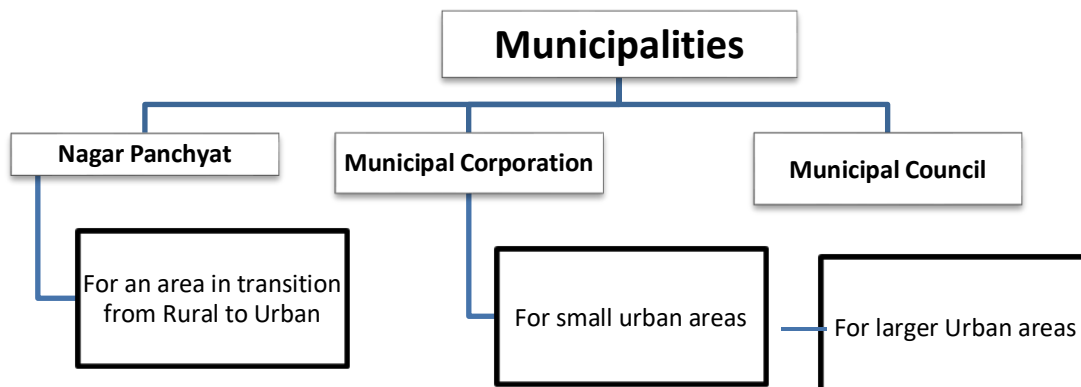 Municipalities
Nagar Panchyat
Municipal Corporation
Municipal Council
For an area in transition
from Rural to Urban
For small urban areas
For larger Urban areas